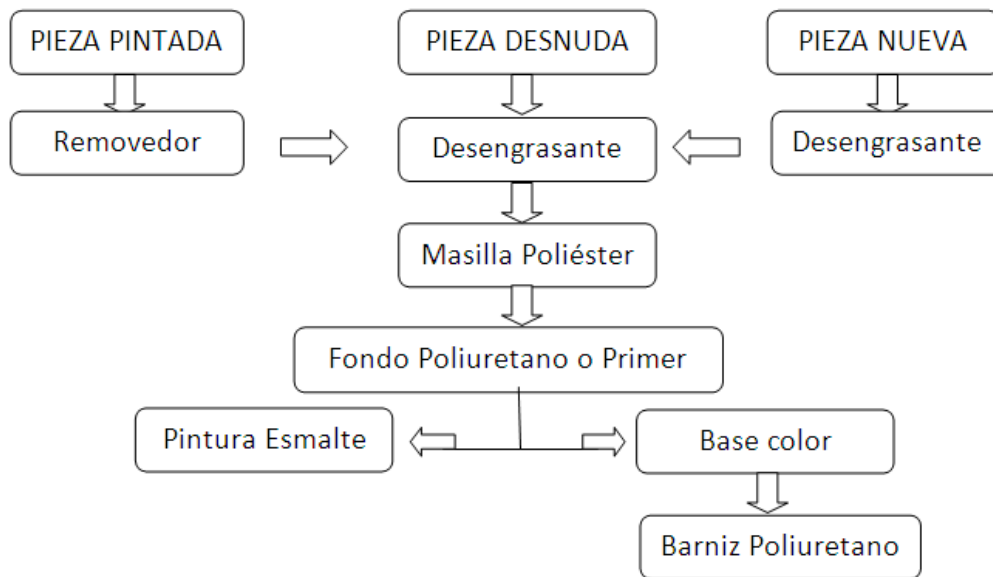 PIEZA PINTADA
PIEZA DESNUDA
PIEZA NUEVA
Removedor
Desengrasante
Desengrasante
Masilla Poliéster
Fondo Poliuretano o Primer
Pintura Esmalte
Base color
Barniz Poliuretano